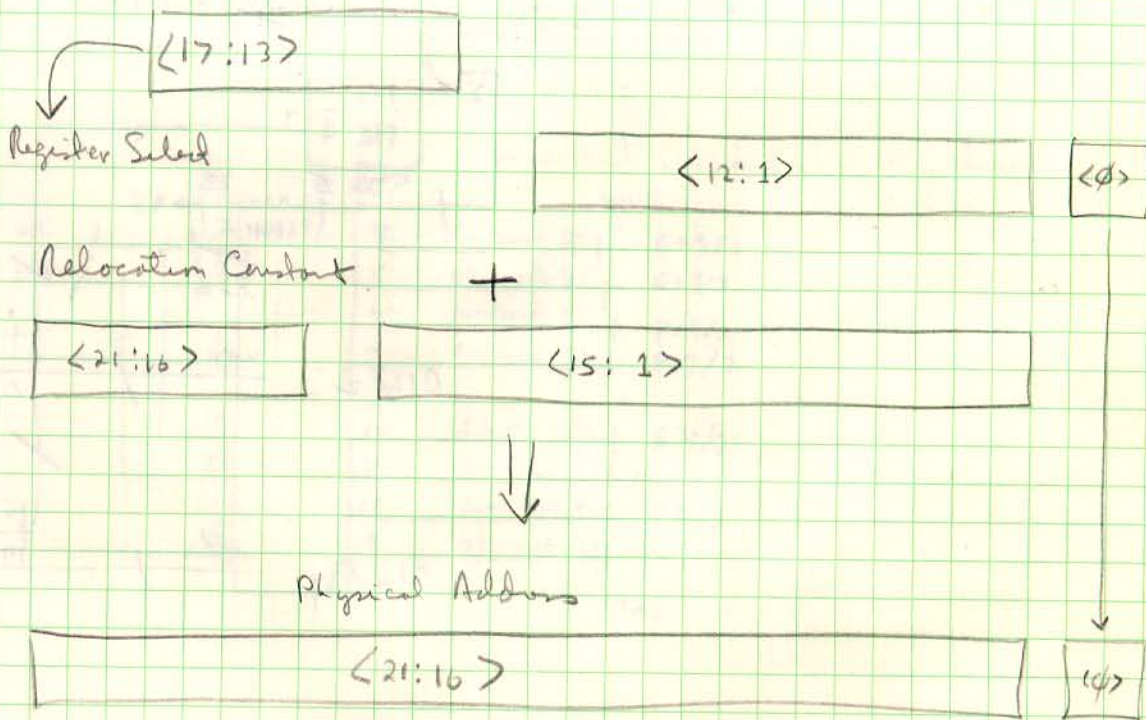 <17:13>
Register Select
<12:1> <φ>
Relocation Constant
+
<21:16> <15:1>
Physical Address
<21:16> <φ>